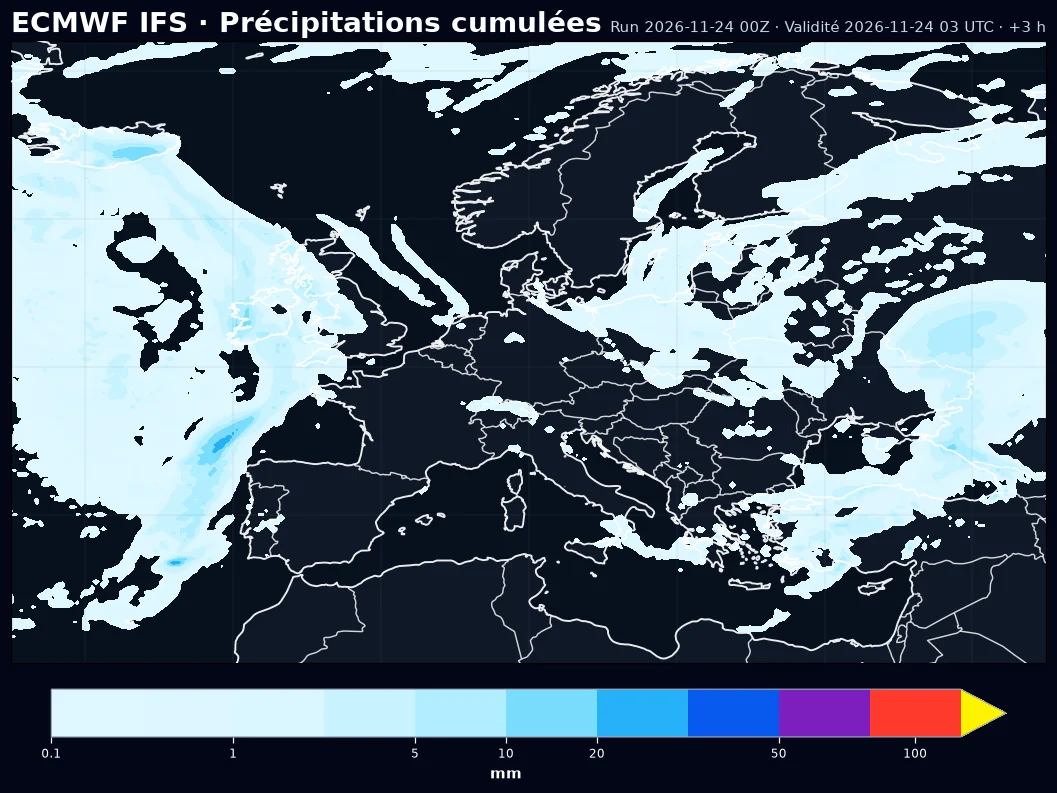 ECMWF IFS · Précipitations cumulées Run 2026-11-24 00Z · Validité 2026-11-24 03 UTC · +3 h
0.1 1 5 10 20 50 100
mm